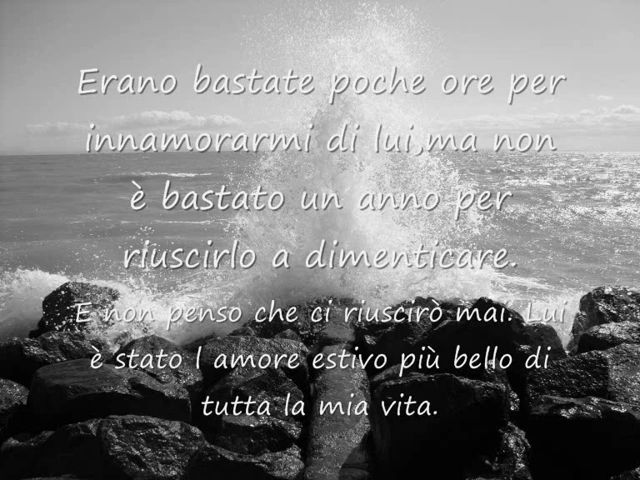 Erano bastate poche ore per
innamorarmi di lui,ma non
è bastato un anno per
riuscirlo a dimenticare.
E non penso che ci riuscirò mai. Lui
è stato l amore estivo più bello di
tutta la mia vita.